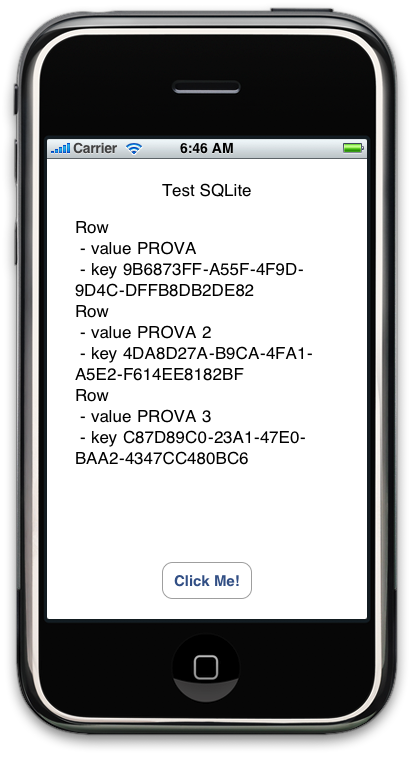 Carrier 6:46 AM
Test SQLite
Row
- value PROVA
- key 9B6873FF-A55F-4F9D-
9D4C-DFFB8DB2DE82
Row
- value PROVA 2
- key 4DA8D27A-B9CA-4FA1-
A5E2-F614EE8182BF
Row
- value PROVA 3
- key C87D89C0-23A1-47E0-
BAA2-4347CC480BC6
Click Me!